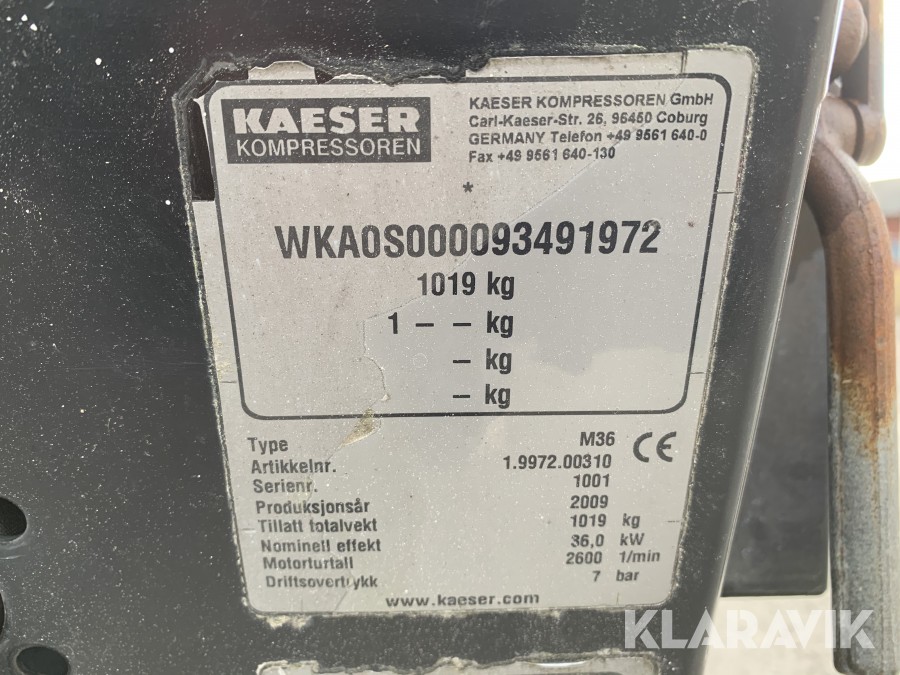 KAESER
KOMPRESSOREN
KAESER KOMPRESSOREN GmbH
Carl-Kaeser-Str. 26, 96450 Coburg
GERMANY Telefon +49 9561 640-0
Fax +49 9561 640-130
*
WKA0S000093491972
1019 kg
1 – – kg
– kg
– kg
Type M36 CE
Artikkelnr. 1.9972.00310
Serienr. 1001
Produksjonsår 2009
Tillatt totalvekt 1019 kg
Nominell effekt 36,0 kW
Motorturtall 2600 1/min
Driftsovertrykk 7 bar
www.kaeser.com
KLARAVIK